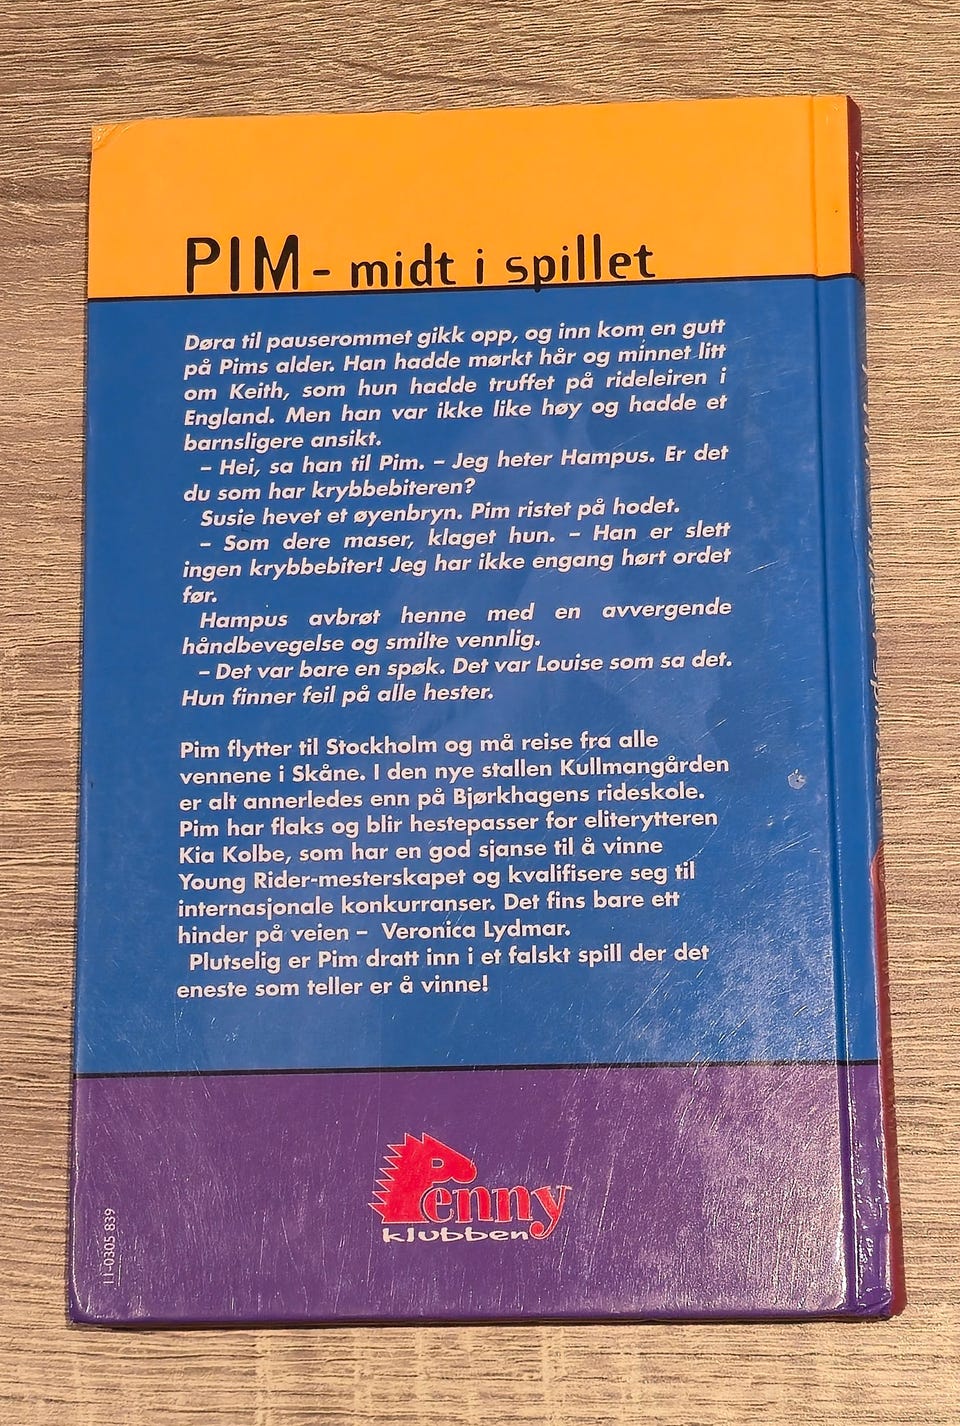 PIM - midt i spillet
Døra til pauserommet gikk opp, og inn kom en gutt
på Pims alder. Han hadde mørkt hår og minnet litt
om Keith, som hun hadde truffet på rideleiren i
England. Men han var ikke like høy og hadde et
barnsligere ansikt.
– Hei, sa han til Pim. – Jeg heter Hampus. Er det
du som har krybbebiteren?
Susie hevet et øyenbryn. Pim ristet på hodet.
– Som dere maser, klaget hun. – Han er slett
ingen krybbebiter! Jeg har ikke engang hørt ordet
før.
Hampus avbrøt henne med en avvergende
håndbevegelse og smilte vennlig.
– Det var bare en spøk. Det var Louise som sa det.
Hun finner feil på alle hester.
Pim flytter til Stockholm og må reise fra alle
vennene i Skåne. I den nye stallen Kullmangården
er alt annerledes enn på Bjørkhagens rideskole.
Pim har flaks og blir hestepasser for eliterytteren
Kia Kolbe, som har en god sjanse til å vinne
Young Rider-mesterskapet og kvalifisere seg til
internasjonale konkurranser. Det fins bare ett
hinder på veien – Veronica Lydmar.
Plutselig er Pim dratt inn i et falskt spill der det
eneste som teller er å vinne!
Penny
klubben
11-0305 839